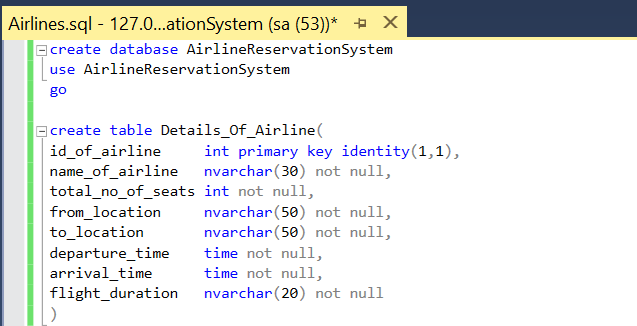 Airlines.sql - 127.0...ationSystem (sa (53))*
create database AirlineReservationSystem
use AirlineReservationSystem
go
create table Details_Of_Airline(
id_of_airline int primary key identity(1,1),
name_of_airline nvarchar(30) not null,
total_no_of_seats int not null,
from_location nvarchar(50) not null,
to_location nvarchar(50) not null,
departure_time time not null,
arrival_time time not null,
flight_duration nvarchar(20) not null
)